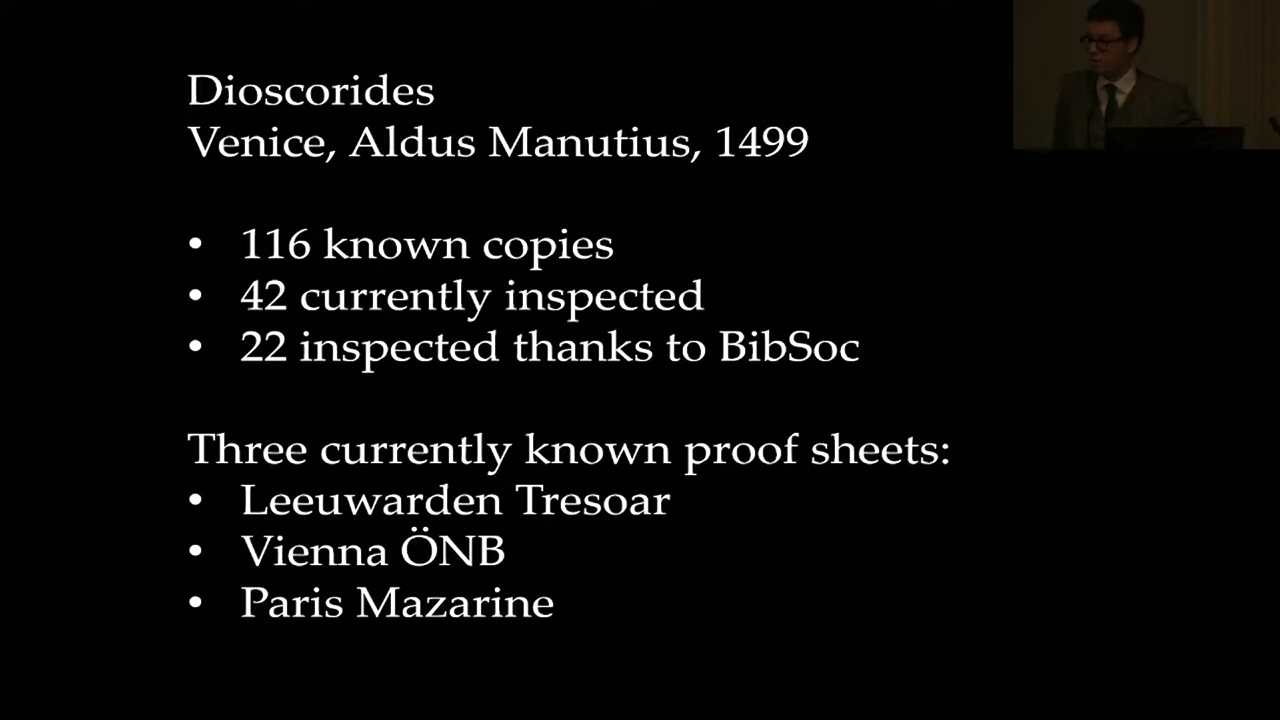 Dioscorides
Venice, Aldus Manutius, 1499
• 116 known copies
• 42 currently inspected
• 22 inspected thanks to BibSoc
Three currently known proof sheets:
• Leeuwarden Tresoar
• Vienna ÖNB
• Paris Mazarine